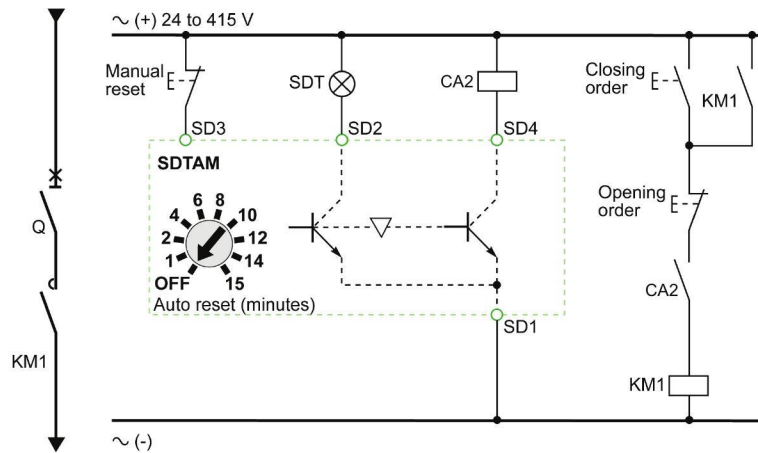 ∼ (+) 24 to 415 V
Manual
reset
SDT
CA2
Closing
order
KM1
SD3
SD2
SD4
SDTAM
Q
6 8
4 10
2 12
1 14
OFF 15
Auto reset (minutes)
Opening
order
CA2
SD1
KM1
KM1
∼ (-)